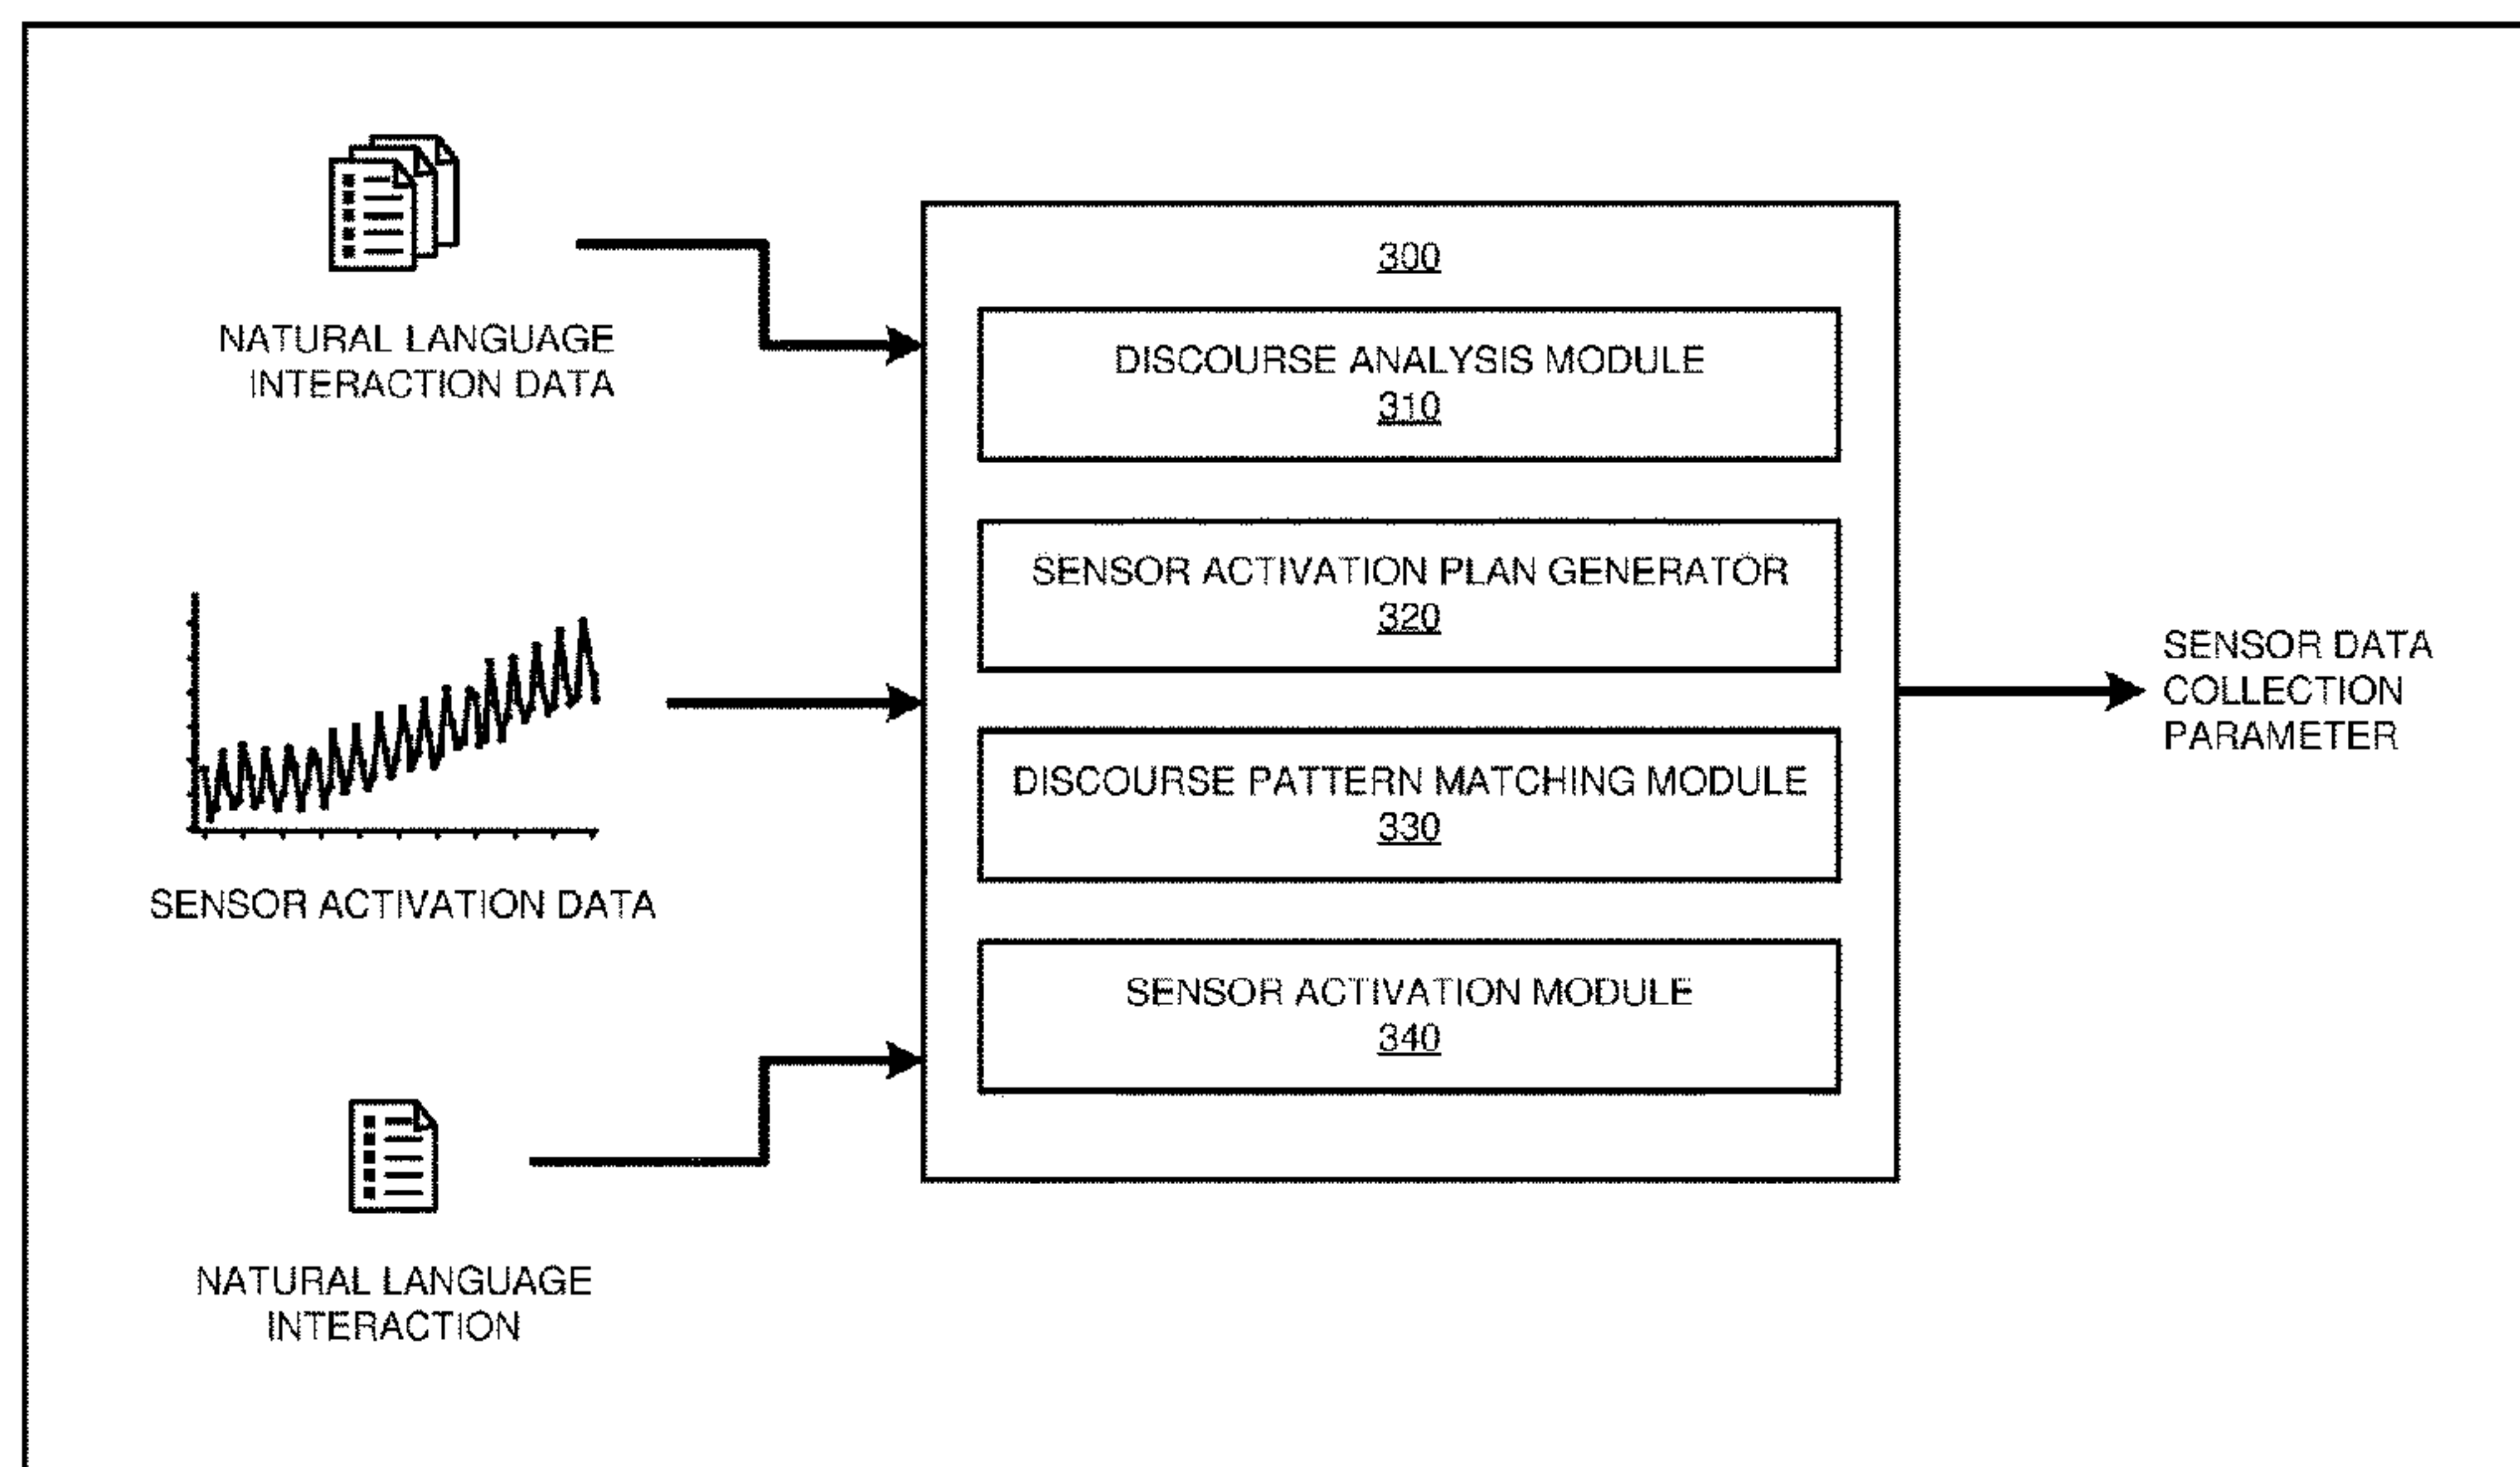 NATURAL LANGUAGE
INTERACTION DATA
SENSOR ACTIVATION DATA
NATURAL LANGUAGE
INTERACTION
300
DISCOURSE ANALYSIS MODULE
310
SENSOR ACTIVATION PLAN GENERATOR
320
DISCOURSE PATTERN MATCHING MODULE
330
SENSOR ACTIVATION MODULE
340
SENSOR DATA
COLLECTION
PARAMETER